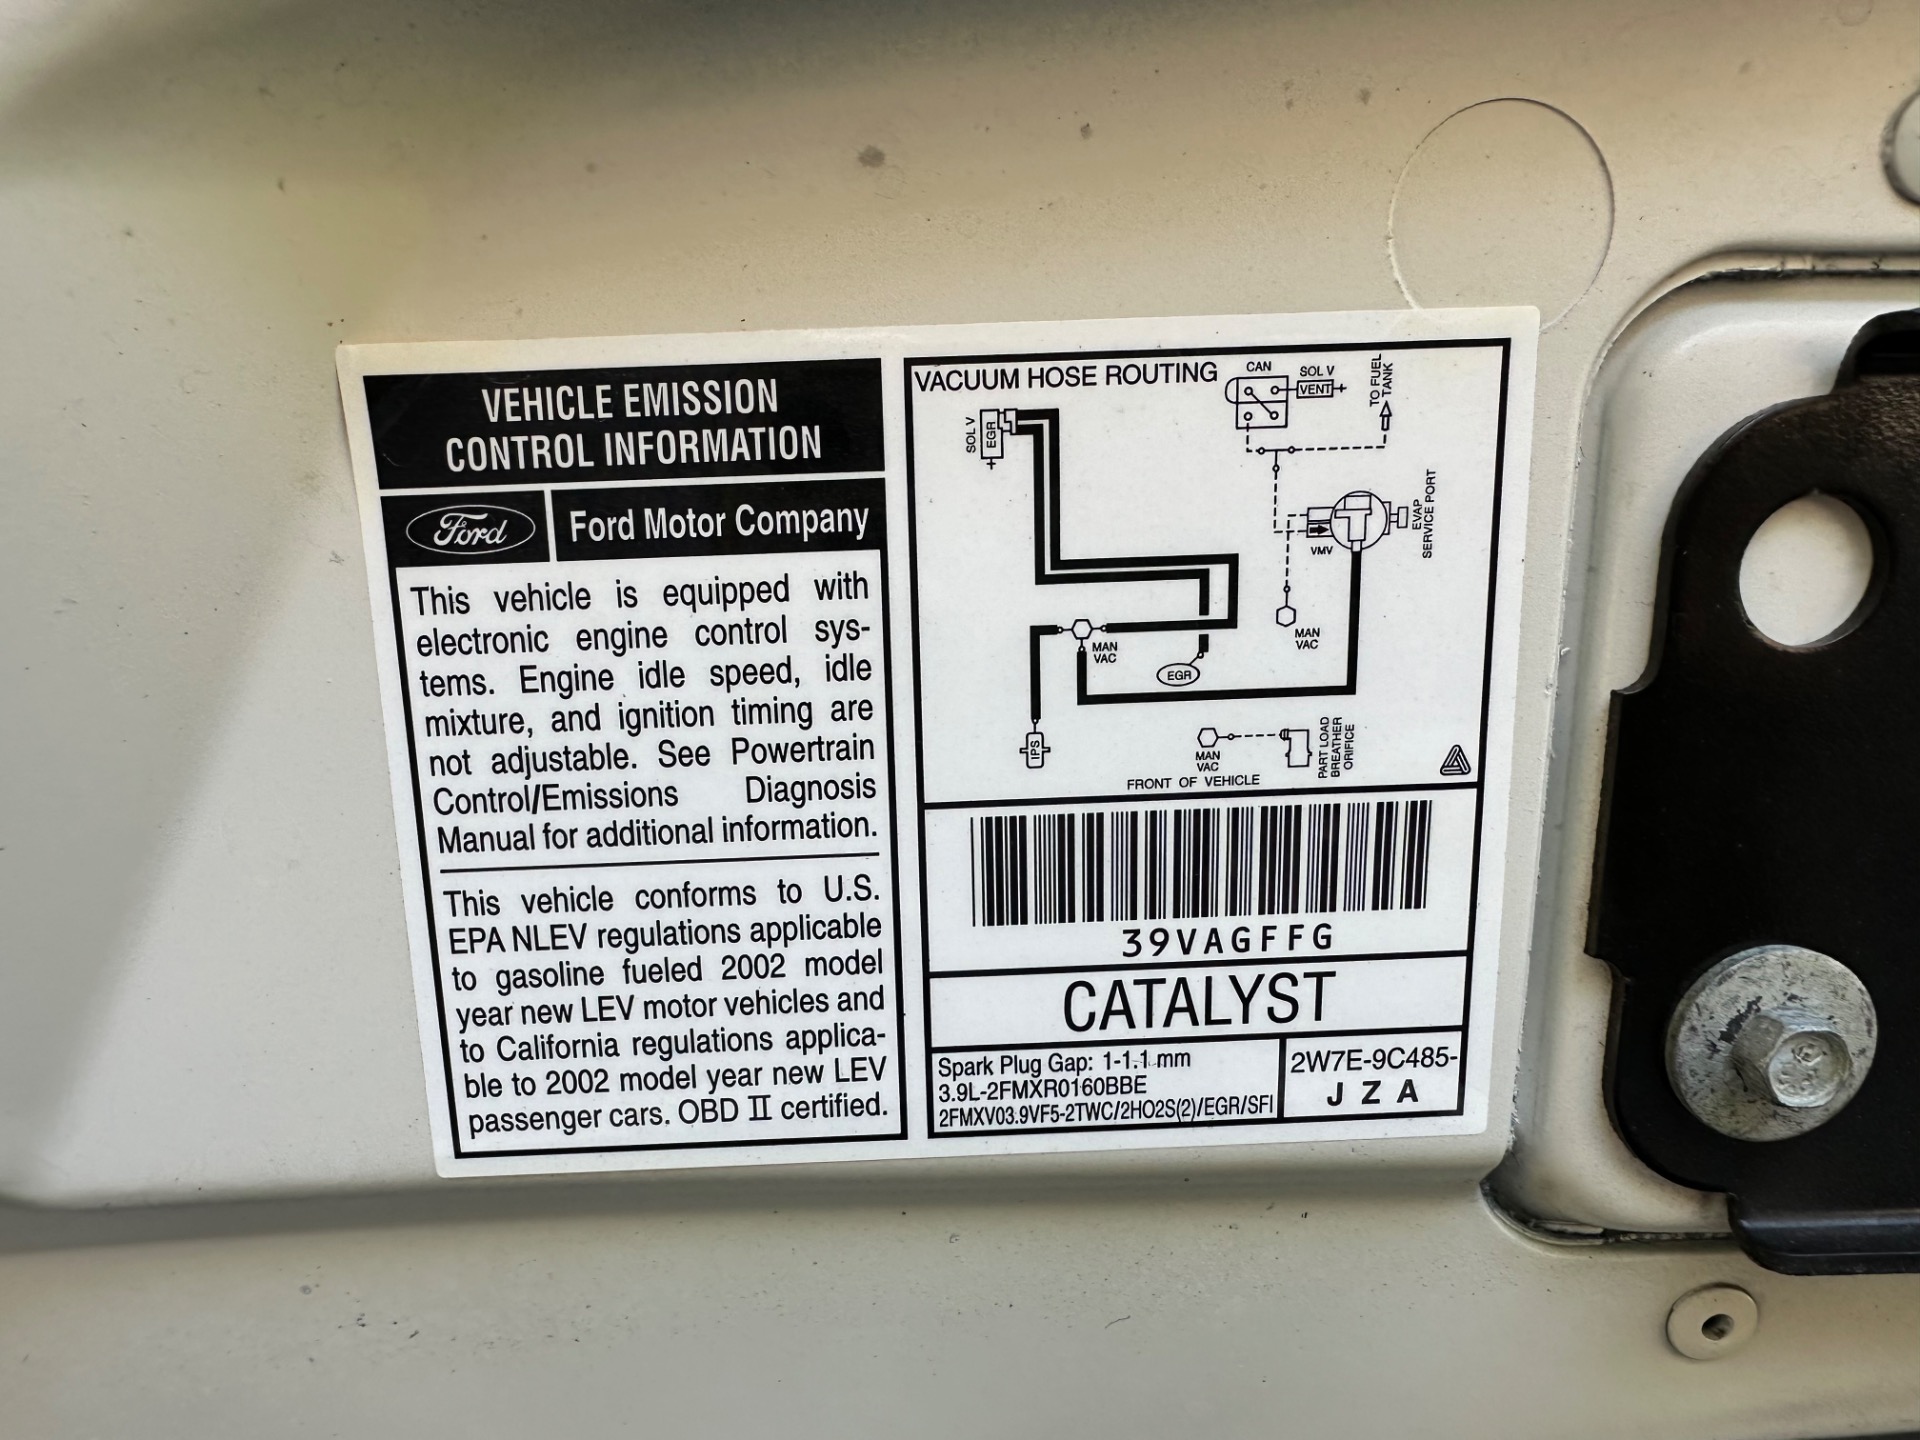 VEHICLE EMISSION
CONTROL INFORMATION
Ford
Ford Motor Company
This vehicle is equipped with
electronic engine control sys-
tems. Engine idle speed, idle
mixture, and ignition timing are
not adjustable. See Powertrain
Control/Emissions Diagnosis
Manual for additional information.
This vehicle conforms to U.S.
EPA NLEV regulations applicable
to gasoline fueled 2002 model
year new LEV motor vehicles and
to California regulations applica-
ble to 2002 model year new LEV
passenger cars. OBD II certified.
VACUUM HOSE ROUTING
CAN
SOL V
VENT
TO FUEL
TANK
SOL V
EGR
EVAP
SERVICE PORT
VMV
MAN
VAC
MAN
VAC
EGR
IPS
MAN
VAC
PART LOAD
BREATHER
ORIFICE
FRONT OF VEHICLE
39VAGFFG
CATALYST
Spark Plug Gap: 1-1.1 mm
3.9L-2FMXR0160BBE
2FMXV03.9VF5-2TWC/2HO2S(2)/EGR/SFI
2W7E-9C485-
J Z A